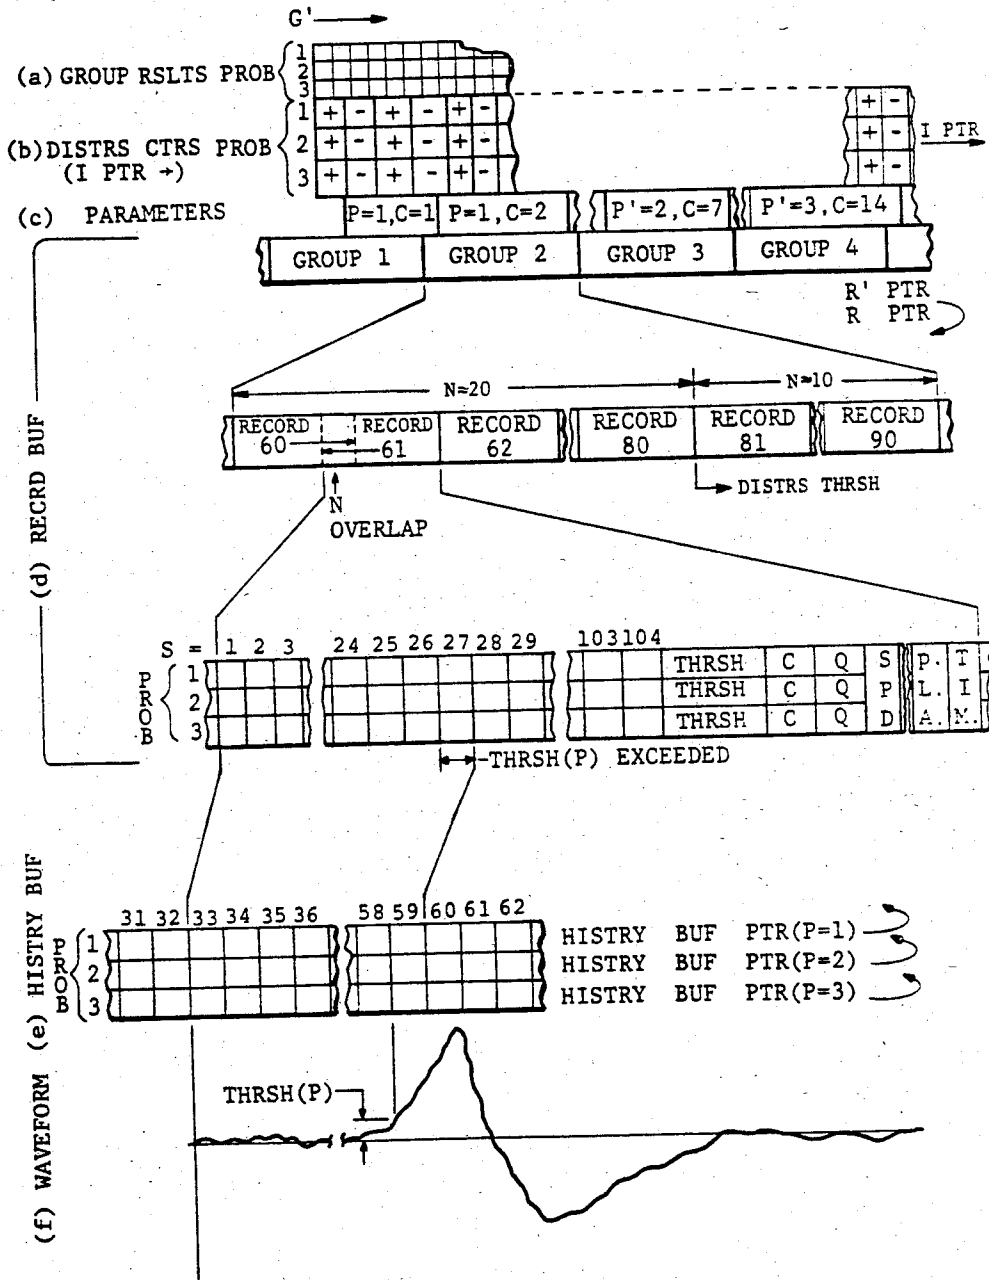 G'
(a) GROUP RSLTS PROB
1
2
3
(b) DISTRS CTRS PROB
(I PTR →)
1 + - + - + - + -
2 + - + - + - + -
3 + - + - + - + -
I PTR
(c) PARAMETERS
P=1,C=1 P=1,C=2 P'=2,C=7 P'=3,C=14
GROUP 1 GROUP 2 GROUP 3 GROUP 4
R' PTR
R PTR
(d) RECRD BUF
N=20 N=10
RECORD 60 RECORD 61 RECORD 62 RECORD 80 RECORD 81 RECORD 90
DISTRS THRSH
N
OVERLAP
S = 1 2 3 24 25 26 27 28 29 103 104
PROB
1 THRSH C Q S P. T
2 THRSH C Q P L. I
3 THRSH C Q D A. M.
THRSH(P) EXCEEDED
(e) HISTRY BUF
31 32 33 34 35 36 58 59 60 61 62
PROB
1 HISTRY BUF PTR(P=1)
2 HISTRY BUF PTR(P=2)
3 HISTRY BUF PTR(P=3)
(f) WAVEFORM
THRSH(P)